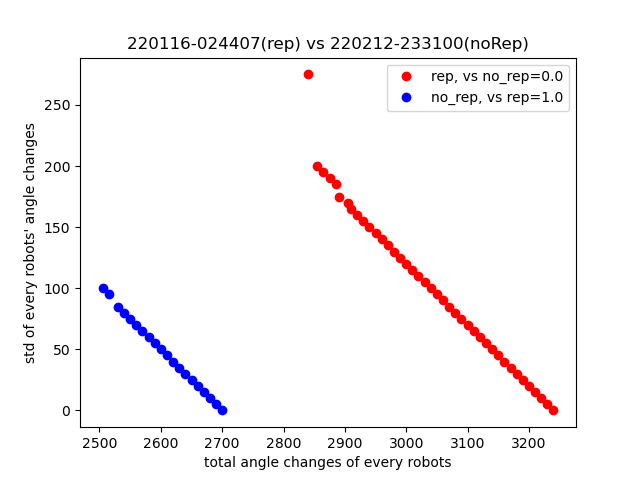 220116-024407(rep) vs 220212-233100(noRep)
rep, vs no_rep=0.0
no_rep, vs rep=1.0
std of every robots' angle changes
250
200
150
100
50
0
2500 2600 2700 2800 2900 3000 3100 3200
total angle changes of every robots